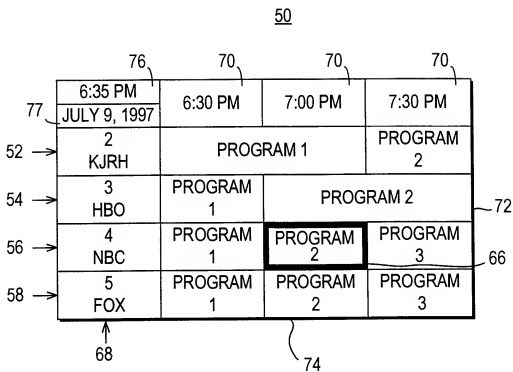 50
76 70 70 70
6:35 PM 6:30 PM 7:00 PM 7:30 PM
77 JULY 9, 1997
52 2 KJRH PROGRAM 1 PROGRAM 2
54 3 HBO PROGRAM 1 PROGRAM 2 72
56 4 NBC PROGRAM 1 PROGRAM 2 PROGRAM 3 66
58 5 FOX PROGRAM 1 PROGRAM 2 PROGRAM 3
68 74